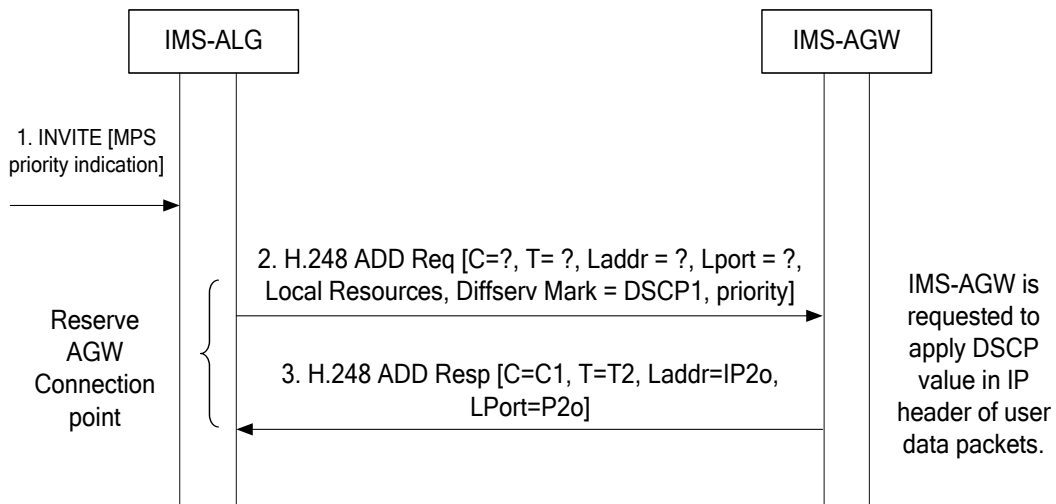 IMS-ALG
IMS-AGW
1. INVITE [MPS
priority indication]
2. H.248 ADD Req [C=?, T= ?, Laddr = ?, Lport = ?,
Local Resources, Diffserv Mark = DSCP1, priority]
Reserve
AGW
Connection
point
3. H.248 ADD Resp [C=C1, T=T2, Laddr=IP2o,
LPort=P2o]
IMS-AGW is
requested to
apply DSCP
value in IP
header of user
data packets.